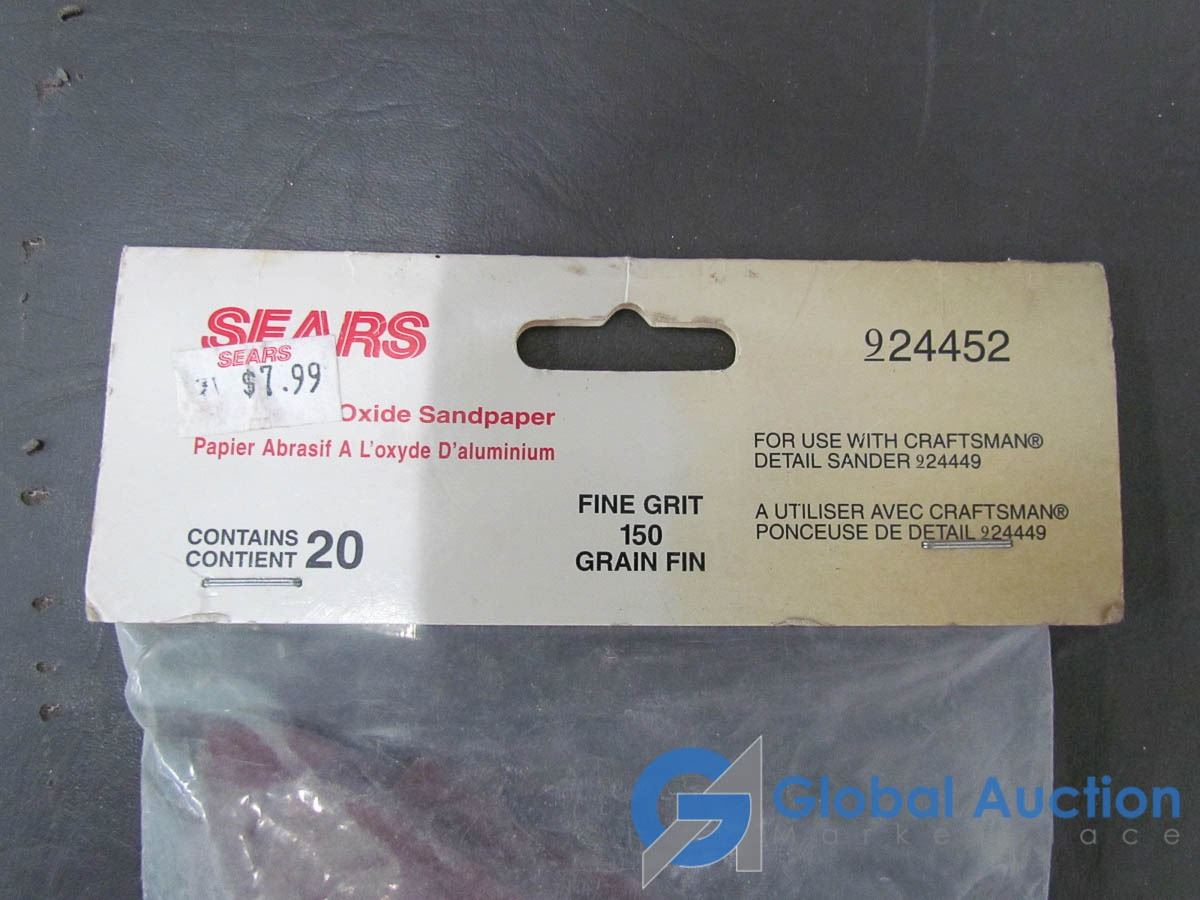 SEARS
SEARS
$7.99
Oxide Sandpaper
Papier Abrasif A L'oxyde D'aluminium
CONTAINS
CONTIENT 20
FINE GRIT
150
GRAIN FIN
924452
FOR USE WITH CRAFTSMAN®
DETAIL SANDER 924449
A UTILISER AVEC CRAFTSMAN®
PONCEUSE DE DETAIL 924449
Global Auction